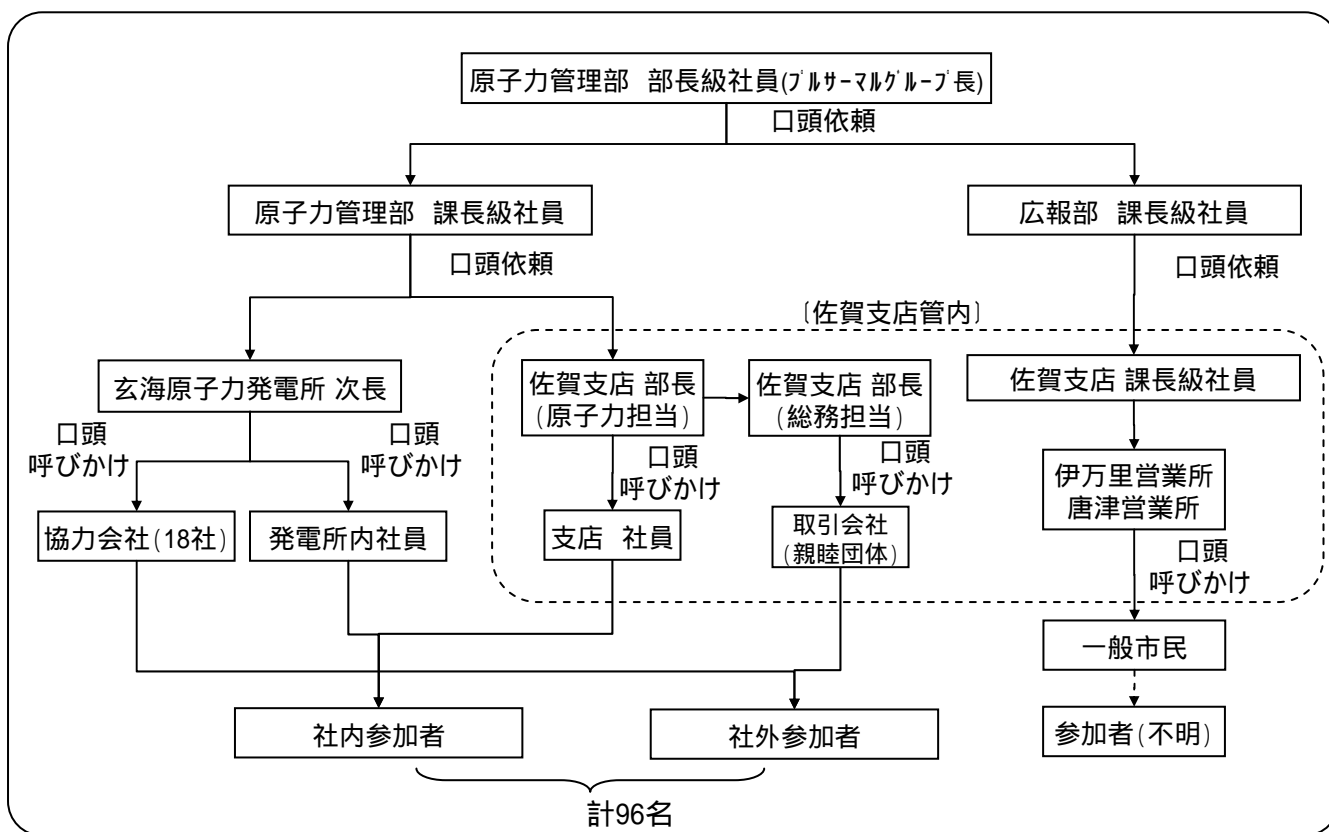 原子力管理部 部長級社員(ﾌﾟﾙｻｰﾏﾙｸﾞﾙｰﾌﾟ長)
口頭依頼
原子力管理部 課長級社員
広報部 課長級社員
口頭依頼
口頭依頼
〔佐賀支店管内〕
玄海原子力発電所 次長
佐賀支店 部長
(原子力担当)
佐賀支店 部長
(総務担当)
佐賀支店 課長級社員
口頭
呼びかけ
口頭
呼びかけ
口頭
呼びかけ
口頭
呼びかけ
伊万里営業所
唐津営業所
協力会社(18社)
発電所内社員
支店 社員
取引会社
(親睦団体)
口頭
呼びかけ
一般市民
社内参加者
社外参加者
参加者(不明)
計96名